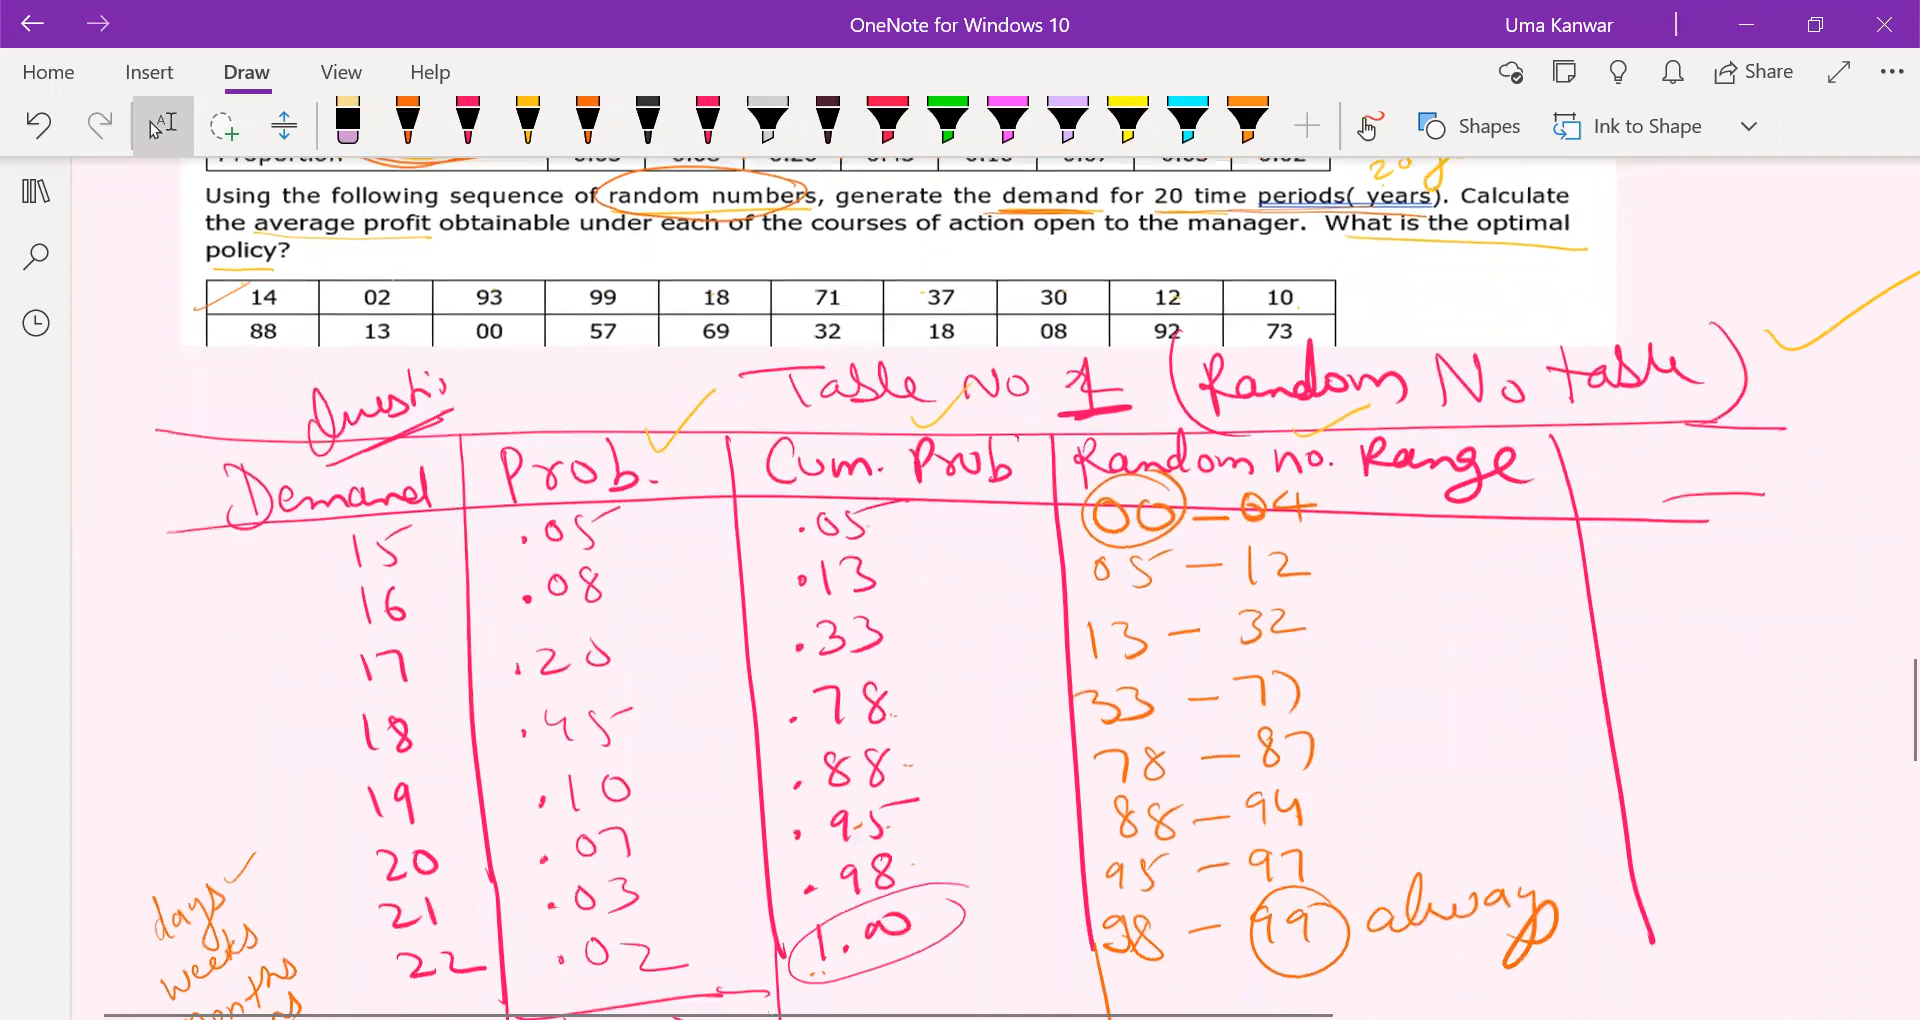 OneNote for Windows 10
Uma Kanwar
Home Insert Draw View Help
Share
Shapes Ink to Shape
20 y
Using the following sequence of random numbers, generate the demand for 20 time periods( years). Calculate
the average profit obtainable under each of the courses of action open to the manager. What is the optimal
policy?
14 02 93 99 18 71 37 30 12 10
88 13 00 57 69 32 18 08 92 73
Table No 1 (Random No table)
Demand Prob. Cum. Prob Random no. Range
15 .05 .05 00 - 04
16 .08 .13 05 - 12
17 .20 .33 13 - 32
18 .45 .78 33 - 77
19 .10 .88 78 - 87
20 .07 .95 88 - 94
21 .03 .98 95 - 97
22 .02 1.00 98 - 99 alway
days
weeks